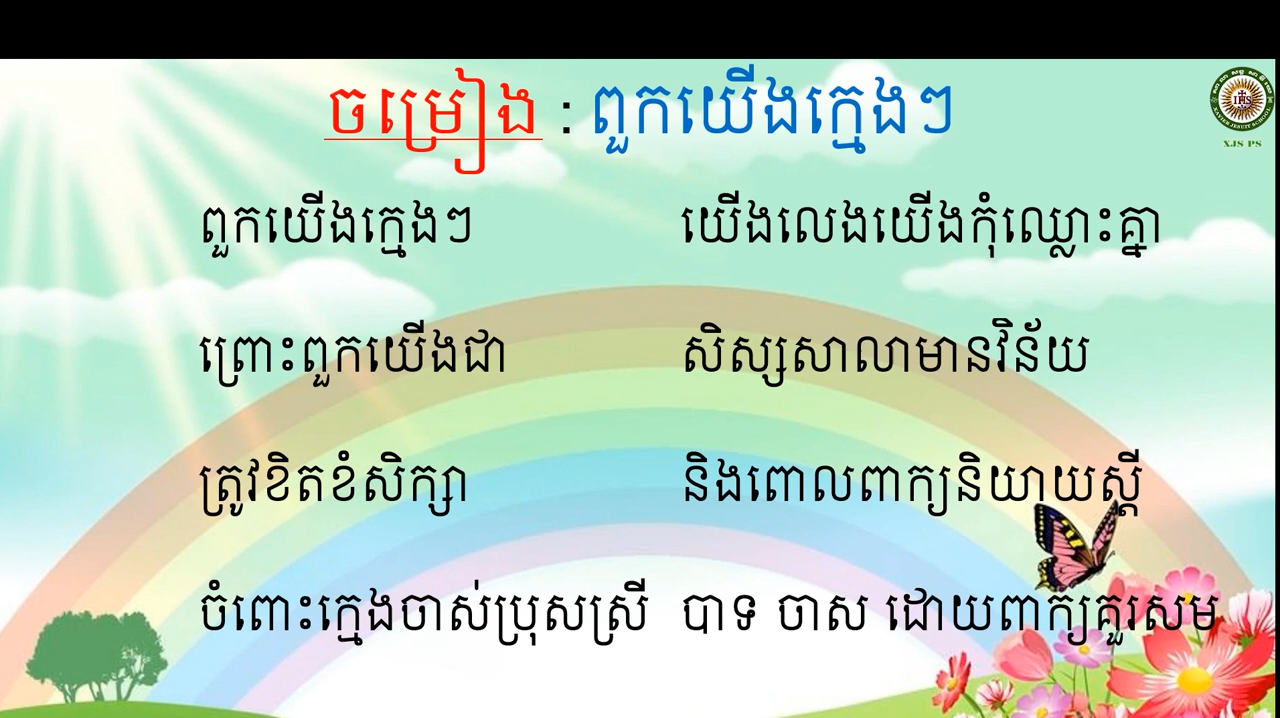 ចម្រៀង : ពួកយើងក្មេងៗ
XJS PS
ពួកយើងក្មេងៗ យើងលេងយើងកុំឈ្លោះគ្នា
ព្រោះពួកយើងជា សិស្សសាលាមានវិន័យ
ត្រូវខិតខំសិក្សា និងពោលពាក្យនិយាយស្តី
ចំពោះក្មេងចាស់ប្រុសស្រី បាទ ចាស ដោយពាក្យគួរសម